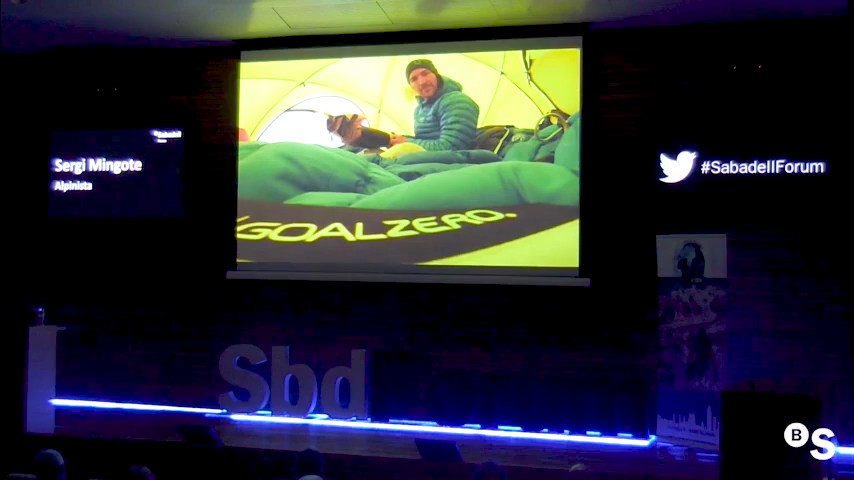 Sergi Mingote
Alpinista
GOALZERO.
#SabadellForum
Sbd
BS